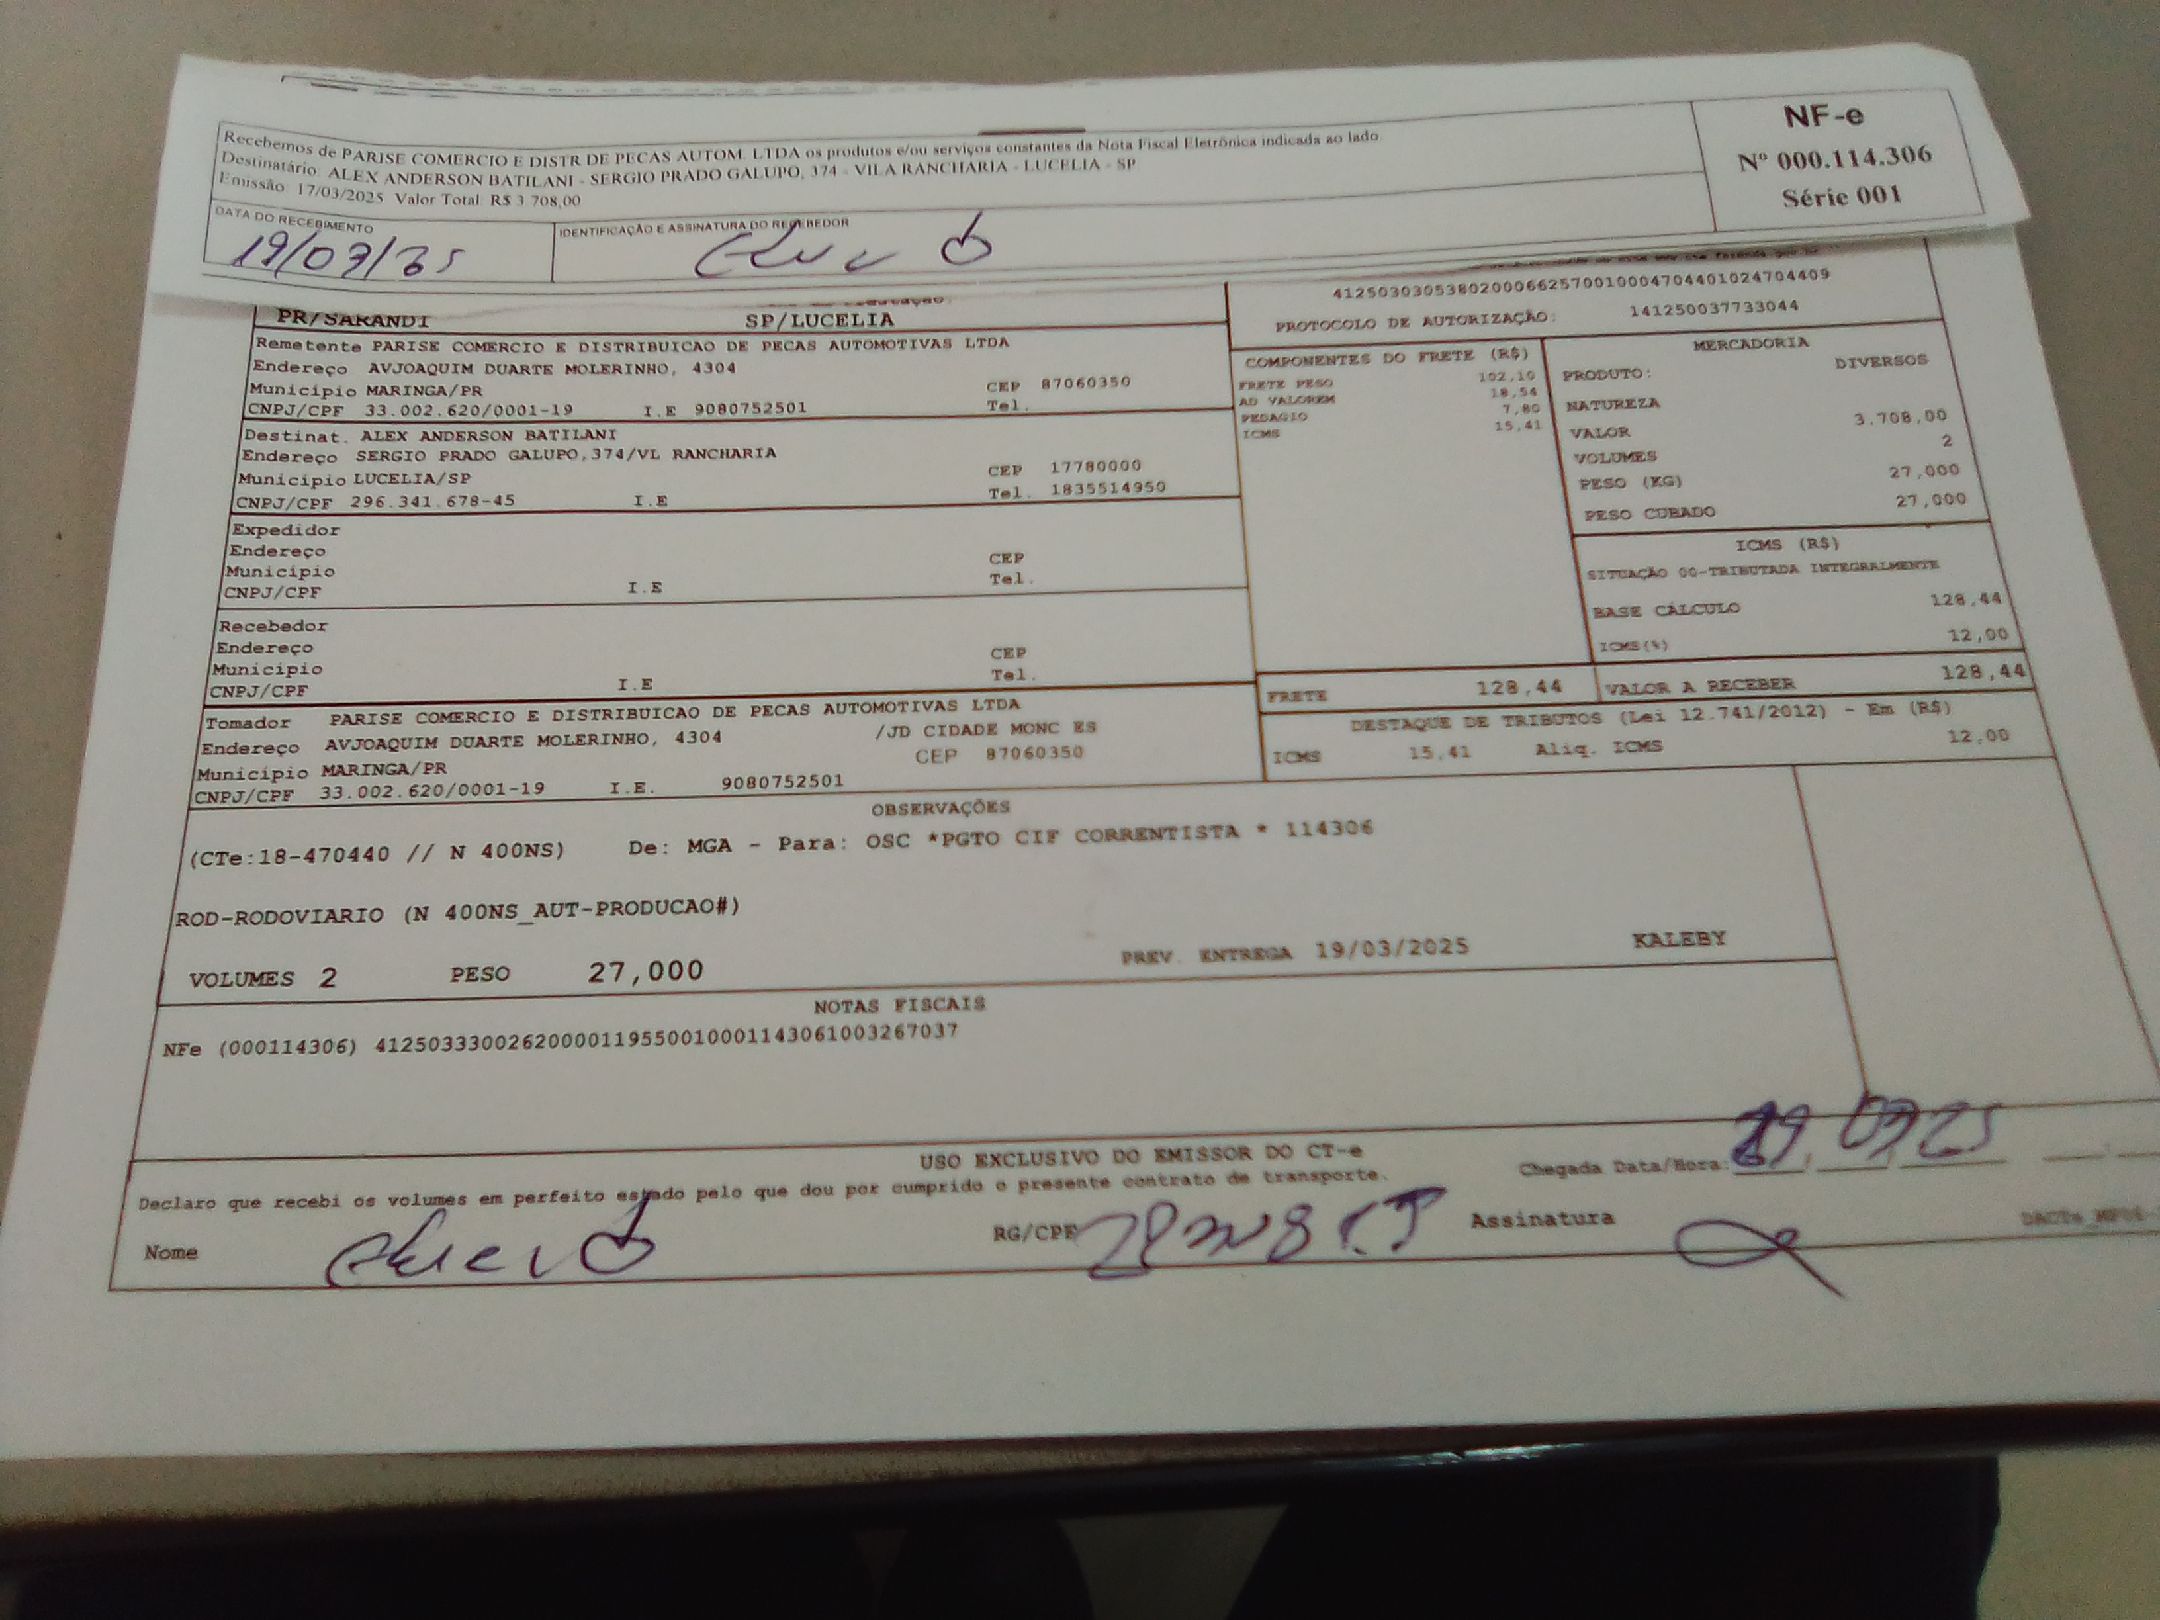 Recebemos de PARISE COMERCIO E DISTR DE PECAS AUTOM. LTDA os produtos e/ou serviços constantes da Nota Fiscal Eletrônica indicada ao lado.
Destinatário: ALEX ANDERSON BATILANI - SERGIO PRADO GALUPO, 374 - VILA RANCHARIA - LUCELIA - SP
Emissão: 17/03/2025 Valor Total: R$ 3.708,00
NF-e
Nº 000.114.306
Série 001
DATA DO RECEBIMENTO
19/03/25
IDENTIFICAÇÃO E ASSINATURA DO RECEBEDOR
41250303053802000662570010004704401024704409
PROTOCOLO DE AUTORIZAÇÃO: 141250037733044
PR/SARANDI SP/LUCELIA
Remetente PARISE COMERCIO E DISTRIBUICAO DE PECAS AUTOMOTIVAS LTDA
Endereço AVJOAQUIM DUARTE MOLERINHO, 4304
Município MARINGA/PR CEP 87060350
CNPJ/CPF 33.002.620/0001-19 I.E 9080752501 Tel.
Destinat. ALEX ANDERSON BATILANI
Endereço SERGIO PRADO GALUPO,374/VL RANCHARIA
Município LUCELIA/SP CEP 17780000
CNPJ/CPF 296.341.678-45 I.E Tel. 1835514950
Expedidor
Endereço
Município CEP
CNPJ/CPF I.E Tel.
Recebedor
Endereço
Município CEP
CNPJ/CPF I.E Tel.
Tomador PARISE COMERCIO E DISTRIBUICAO DE PECAS AUTOMOTIVAS LTDA
Endereço AVJOAQUIM DUARTE MOLERINHO, 4304 /JD CIDADE MONC ES
Município MARINGA/PR CEP 87060350
CNPJ/CPF 33.002.620/0001-19 I.E. 9080752501
COMPONENTES DO FRETE (R$)
FRETE PESO 102,10
AD VALOREM 18,54
PEDAGIO 7,80
ICMS 15,41
MERCADORIA
PRODUTO: DIVERSOS
NATUREZA
VALOR 3.708,00
VOLUMES 2
PESO (KG) 27,000
PESO CUBADO 27,000
ICMS (R$)
SITUAÇÃO 00-TRIBUTADA INTEGRALMENTE
BASE CÁLCULO 128,44
ICMS(%) 12,00
FRETE 128,44 VALOR A RECEBER 128,44
DESTAQUE DE TRIBUTOS (Lei 12.741/2012) - Em (R$)
ICMS 15,41 Aliq. ICMS 12,00
OBSERVAÇÕES
(CTe:18-470440 // N 400NS) De: MGA - Para: OSC *PGTO CIF CORRENTISTA * 114306
ROD-RODOVIARIO (N 400NS_AUT-PRODUCAO#)
VOLUMES 2 PESO 27,000 PREV. ENTREGA 19/03/2025 KALEBY
NOTAS FISCAIS
NFe (000114306) 41250333002620000119550010001143061003267037
USO EXCLUSIVO DO EMISSOR DO CT-e
Declaro que recebi os volumes em perfeito estado pelo que dou por cumprido o presente contrato de transporte.
Chegada Data/Hora: 19 03 25
Nome RG/CPF Assinatura